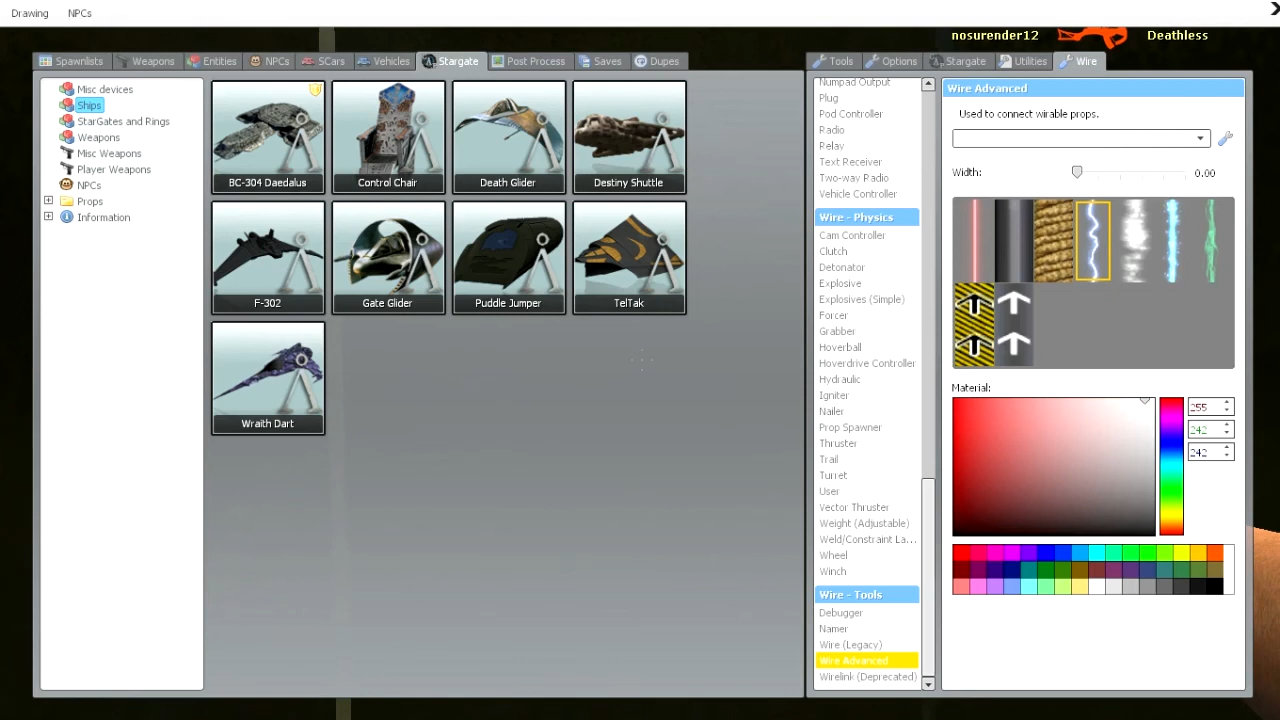 Drawing NPCs
nosurender12 Deathless
Spawnlists Weapons Entities NPCs SCars Vehicles Stargate Post Process Saves Dupes
Tools Options Stargate Utilities Wire
Misc devices
Ships
StarGates and Rings
Weapons
Misc Weapons
Player Weapons
NPCs
Props
Information
BC-304 Daedalus Control Chair Death Glider Destiny Shuttle
F-302 Gate Glider Puddle Jumper TelTak
Wraith Dart
Numpad Output
Plug
Pod Controller
Radio
Relay
Text Receiver
Two-way Radio
Vehicle Controller
Wire - Physics
Cam Controller
Clutch
Detonator
Explosive
Explosives (Simple)
Forcer
Grabber
Hoverball
Hoverdrive Controller
Hydraulic
Igniter
Nailer
Prop Spawner
Thruster
Trail
Turret
User
Vector Thruster
Weight (Adjustable)
Weld/Constraint La...
Wheel
Winch
Wire - Tools
Debugger
Namer
Wire (Legacy)
Wire Advanced
Wirelink (Deprecated)
Wire Advanced
Used to connect wirable props.
Width: 0.00
Material:
255
242
242